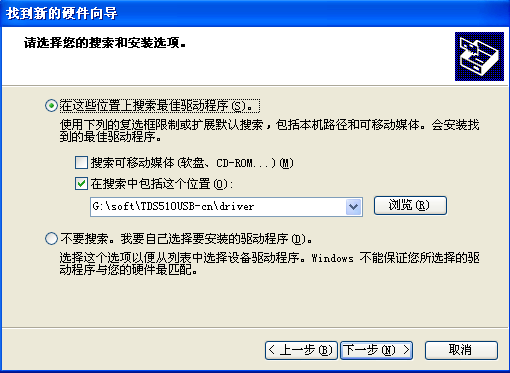 找到新的硬件向导
请选择您的搜索和安装选项。
在这些位置上搜索最佳驱动程序(S)。
使用下列的复选框限制或扩展默认搜索，包括本机路径和可移动媒体。会安装找
到的最佳驱动程序。
搜索可移动媒体(软盘、CD-ROM...)(M)
在搜索中包括这个位置(O):
G:\soft\TDS510USB-cn\driver
浏览(R)
不要搜索。我要自己选择要安装的驱动程序(D)。
选择这个选项以便从列表中选择设备驱动程序。Windows 不能保证您所选择的驱
动程序与您的硬件最匹配。
< 上一步(B) 下一步(N) > 取消